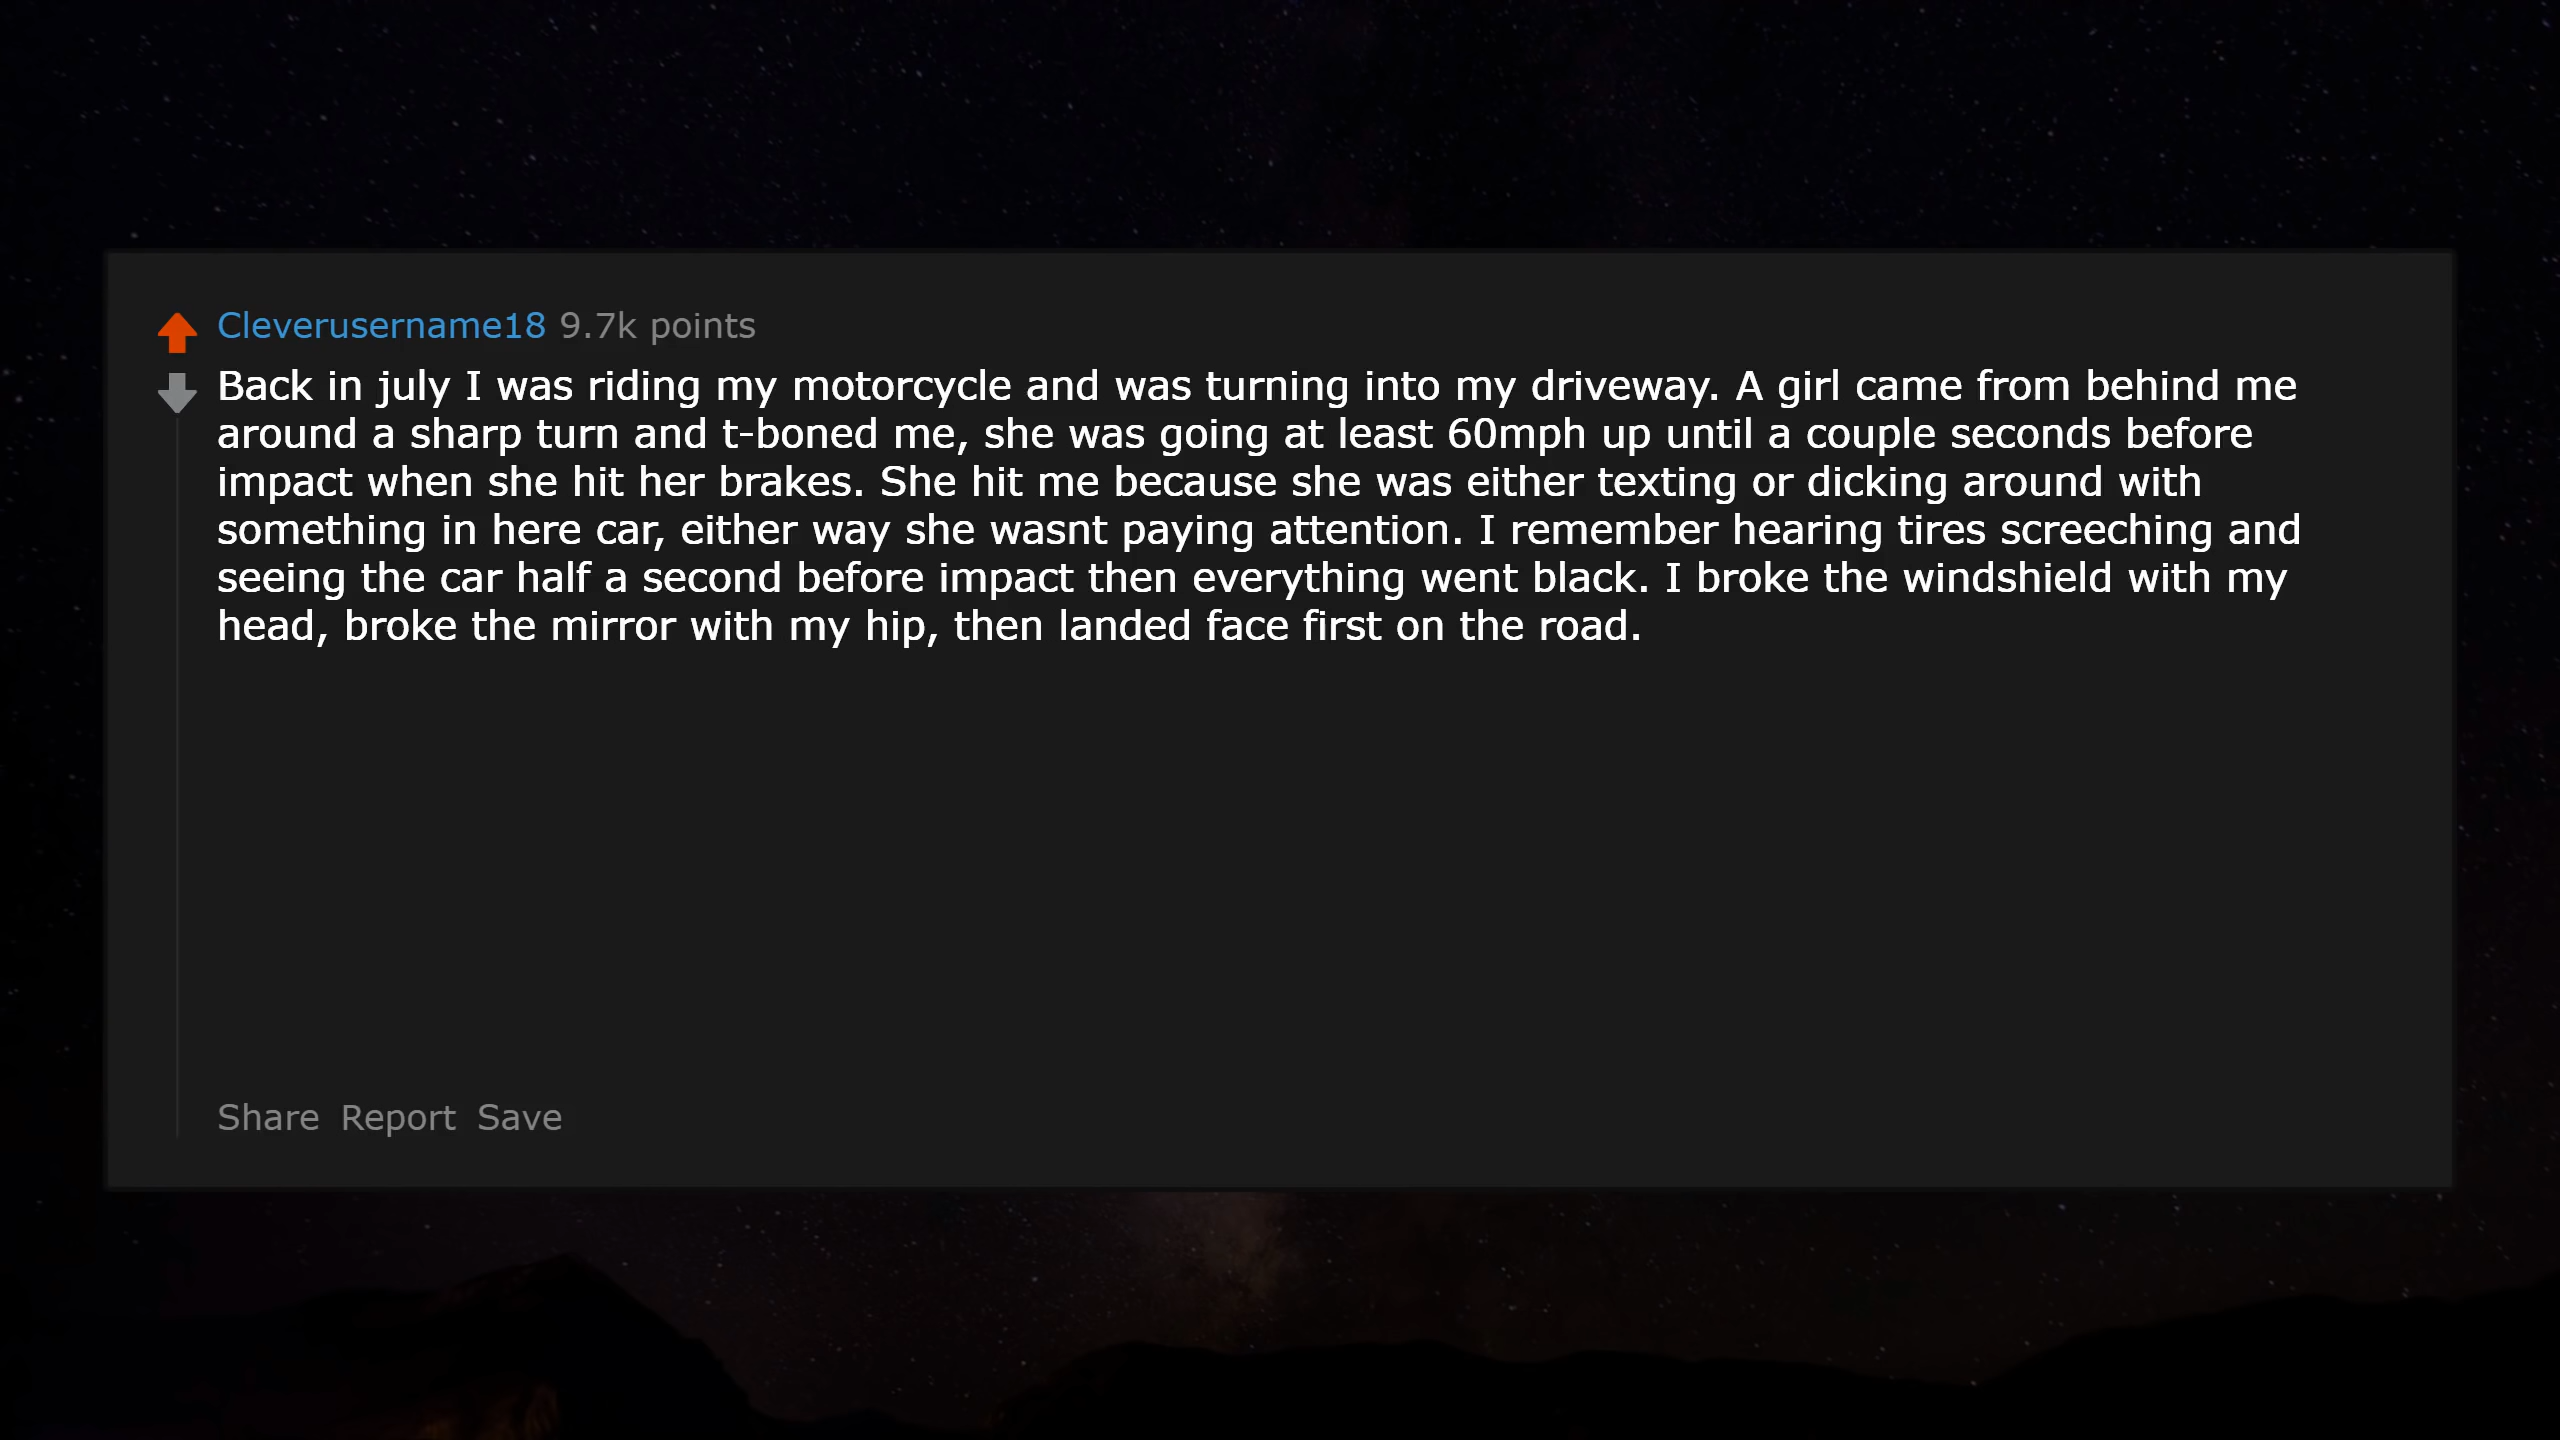 Cleverusername18 9.7k points
Back in july I was riding my motorcycle and was turning into my driveway. A girl came from behind me
around a sharp turn and t-boned me, she was going at least 60mph up until a couple seconds before
impact when she hit her brakes. She hit me because she was either texting or dicking around with
something in here car, either way she wasnt paying attention. I remember hearing tires screeching and
seeing the car half a second before impact then everything went black. I broke the windshield with my
head, broke the mirror with my hip, then landed face first on the road.
Share Report Save